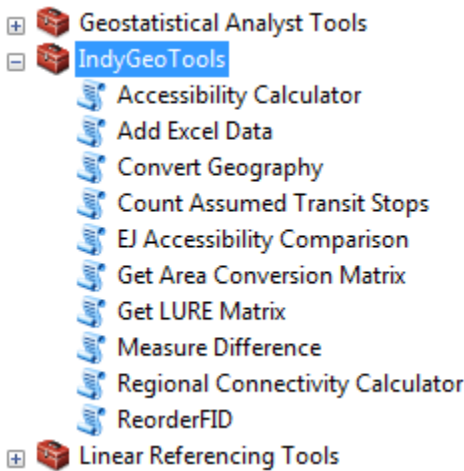 Geostatistical Analyst Tools
IndyGeoTools
Accessibility Calculator
Add Excel Data
Convert Geography
Count Assumed Transit Stops
EJ Accessibility Comparison
Get Area Conversion Matrix
Get LURE Matrix
Measure Difference
Regional Connectivity Calculator
ReorderFID
Linear Referencing Tools